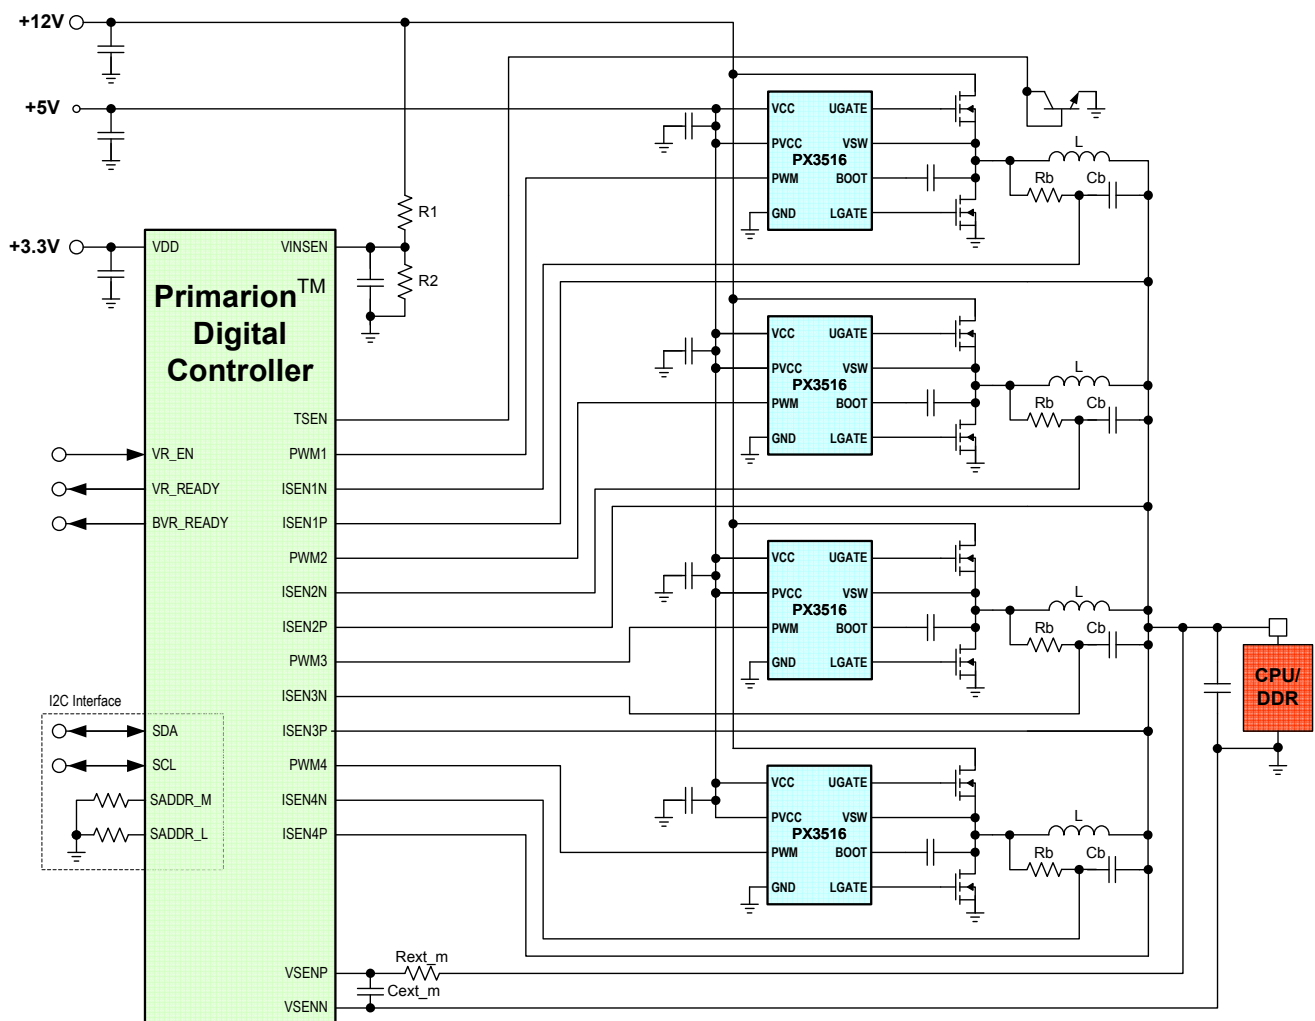 +12V
+5V
+3.3V
R1
R2
Primarion TM
Digital
Controller
VDD
VINSEN
TSEN
VR_EN
PWM1
VR_READY
ISEN1N
BVR_READY
ISEN1P
PWM2
ISEN2N
ISEN2P
PWM3
ISEN3N
I2C Interface
SDA
ISEN3P
SCL
PWM4
SADDR_M
ISEN4N
SADDR_L
ISEN4P
VSENP
VSENN
Rext_m
Cext_m
VCC UGATE
PVCC VSW
PX3516
PWM BOOT
GND LGATE
L
Rb Cb
VCC UGATE
PVCC VSW
PX3516
PWM BOOT
GND LGATE
L
Rb Cb
VCC UGATE
PVCC VSW
PX3516
PWM BOOT
GND LGATE
L
Rb Cb
VCC UGATE
PVCC VSW
PX3516
PWM BOOT
GND LGATE
L
Rb Cb
CPU/
DDR